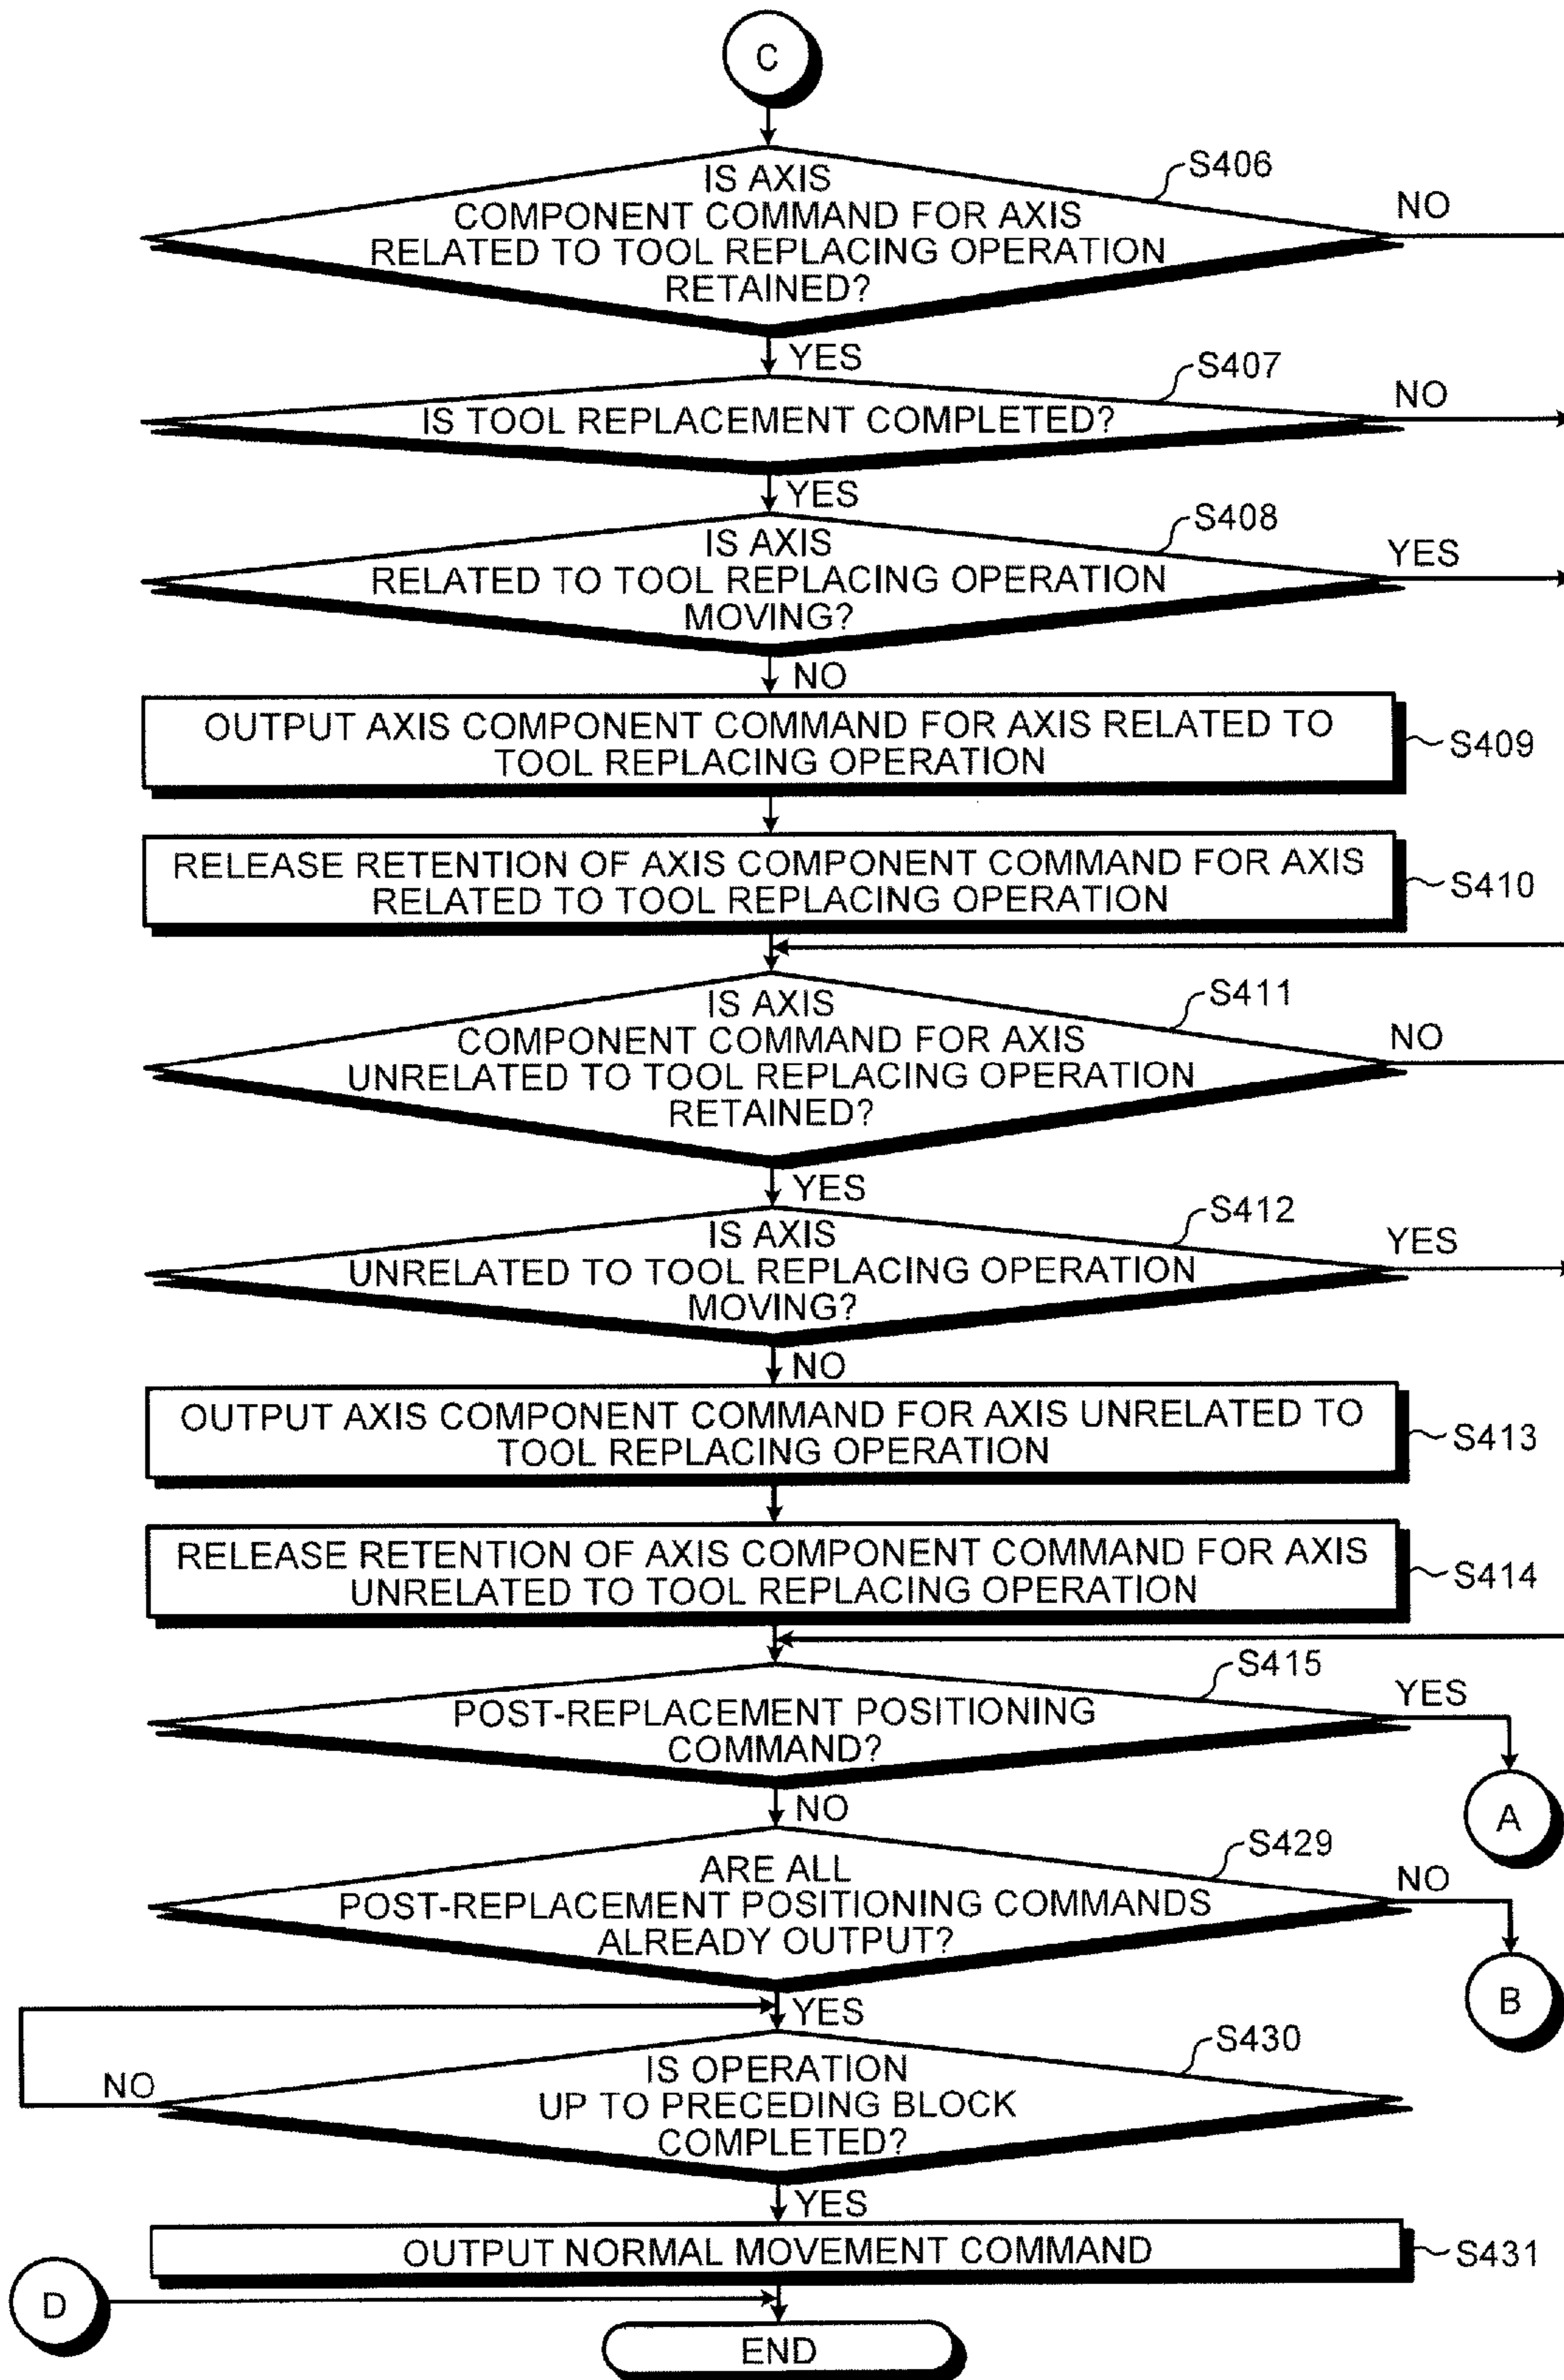 C
IS AXIS
COMPONENT COMMAND FOR AXIS
RELATED TO TOOL REPLACING OPERATION
RETAINED?
S406
NO
YES
IS TOOL REPLACEMENT COMPLETED?
S407
NO
YES
IS AXIS
RELATED TO TOOL REPLACING OPERATION
MOVING?
S408
YES
NO
OUTPUT AXIS COMPONENT COMMAND FOR AXIS RELATED TO
TOOL REPLACING OPERATION
S409
RELEASE RETENTION OF AXIS COMPONENT COMMAND FOR AXIS
RELATED TO TOOL REPLACING OPERATION
S410
IS AXIS
COMPONENT COMMAND FOR AXIS
UNRELATED TO TOOL REPLACING OPERATION
RETAINED?
S411
NO
YES
IS AXIS
UNRELATED TO TOOL REPLACING OPERATION
MOVING?
S412
YES
NO
OUTPUT AXIS COMPONENT COMMAND FOR AXIS UNRELATED TO
TOOL REPLACING OPERATION
S413
RELEASE RETENTION OF AXIS COMPONENT COMMAND FOR AXIS
UNRELATED TO TOOL REPLACING OPERATION
S414
POST-REPLACEMENT POSITIONING
COMMAND?
S415
YES
A
NO
ARE ALL
POST-REPLACEMENT POSITIONING COMMANDS
ALREADY OUTPUT?
S429
NO
B
YES
IS OPERATION
UP TO PRECEDING BLOCK
COMPLETED?
S430
NO
YES
OUTPUT NORMAL MOVEMENT COMMAND
S431
D
END